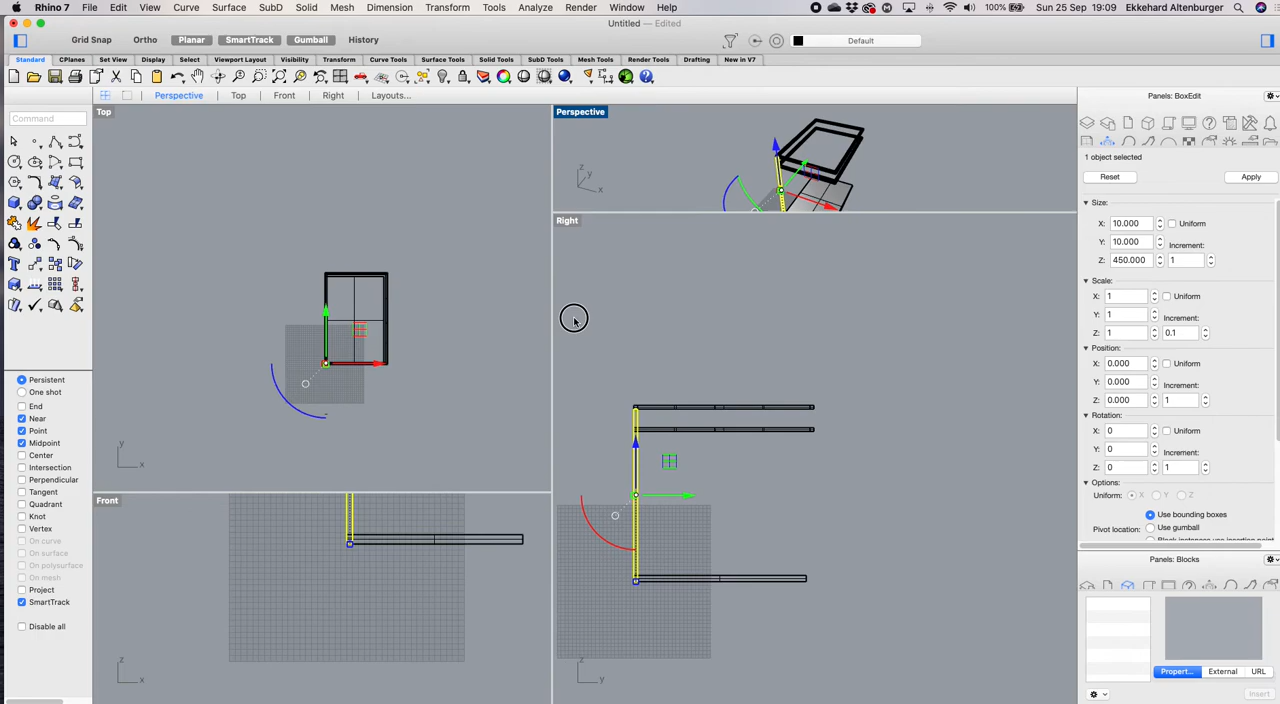 Rhino 7 File Edit View Curve Surface SubD Solid Mesh Dimension Transform Tools Analyze Render Window Help 100% Sun 25 Sep 19:09 Ekkehard Altenburger
Untitled — Edited
Grid Snap Ortho Planar SmartTrack Gumball History Default
Standard CPlanes Set View Display Select Viewport Layout Visibility Transform Curve Tools Surface Tools Solid Tools SubD Tools Mesh Tools Render Tools Drafting New in V7
Perspective Top Front Right Layouts... Panels: BoxEdit
Top Perspective
Command
1 object selected
Reset Apply
Size:
X: 10.000 Uniform
Y: 10.000 Increment:
Z: 450.000 1
Scale:
X: 1 Uniform
Y: 1 Increment:
Z: 1 0.1
Position:
X: 0.000 Uniform
Y: 0.000 Increment:
Z: 0.000 1
Rotation:
X: 0 Uniform
Y: 0 Increment:
Z: 0 1
Options:
Uniform: X Y Z
Use bounding boxes
Pivot location: Use gumball
Block instances use insertion point
Panels: Blocks
Propert... External URL
Insert
Right
Front
Persistent
One shot
End
Near
Point
Midpoint
Center
Intersection
Perpendicular
Tangent
Quadrant
Knot
Vertex
On curve
On surface
On polysurface
On mesh
Project
SmartTrack
Disable all
z
y
x
y
x
z
x
z
y